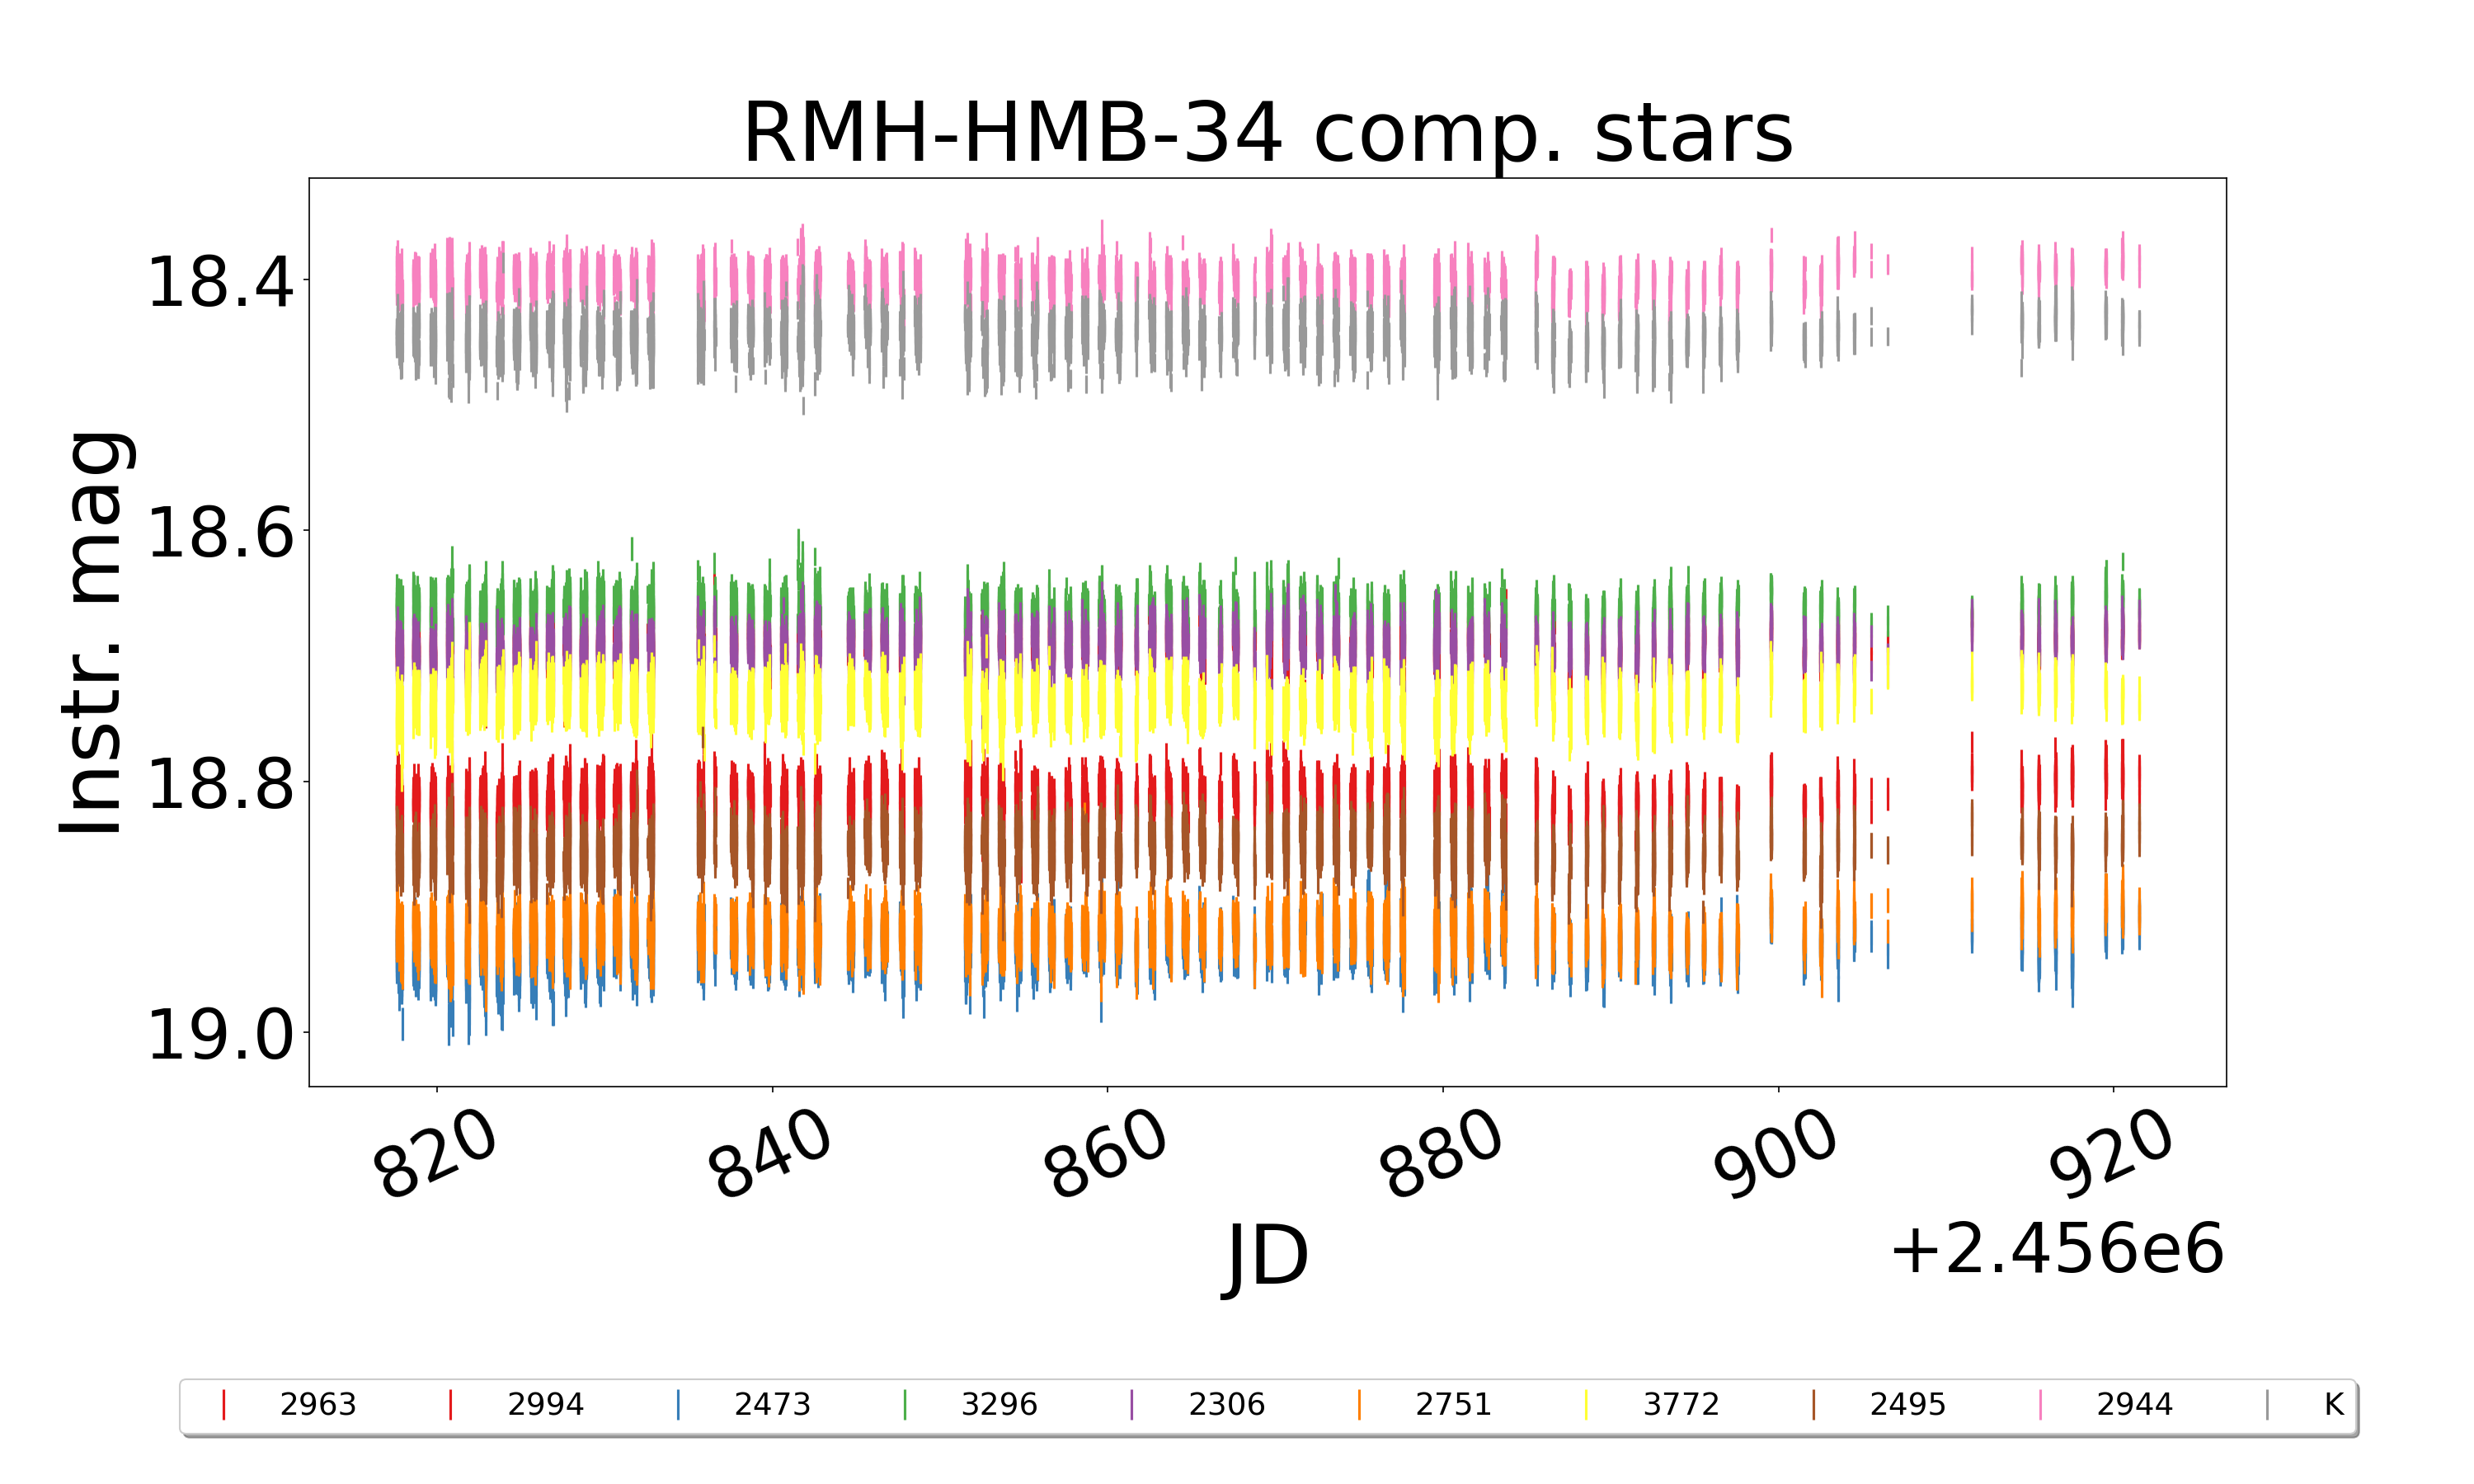 RMH-HMB-34 comp. stars
Instr. mag
18.4
18.6
18.8
19.0
820 840 860 880 900 920
JD
+2.456e6
2963 2994 2473 3296 2306 2751 3772 2495 2944 K